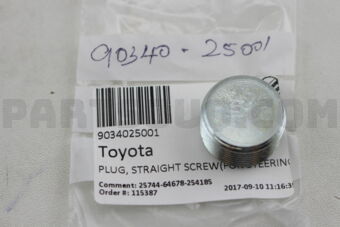 90340-25001
9034025001
Toyota
PLUG, STRAIGHT SCREW(FOR STEERING
Comment: 25744-64678-254185
Order #: 115387
2017-09-10 11:16:35